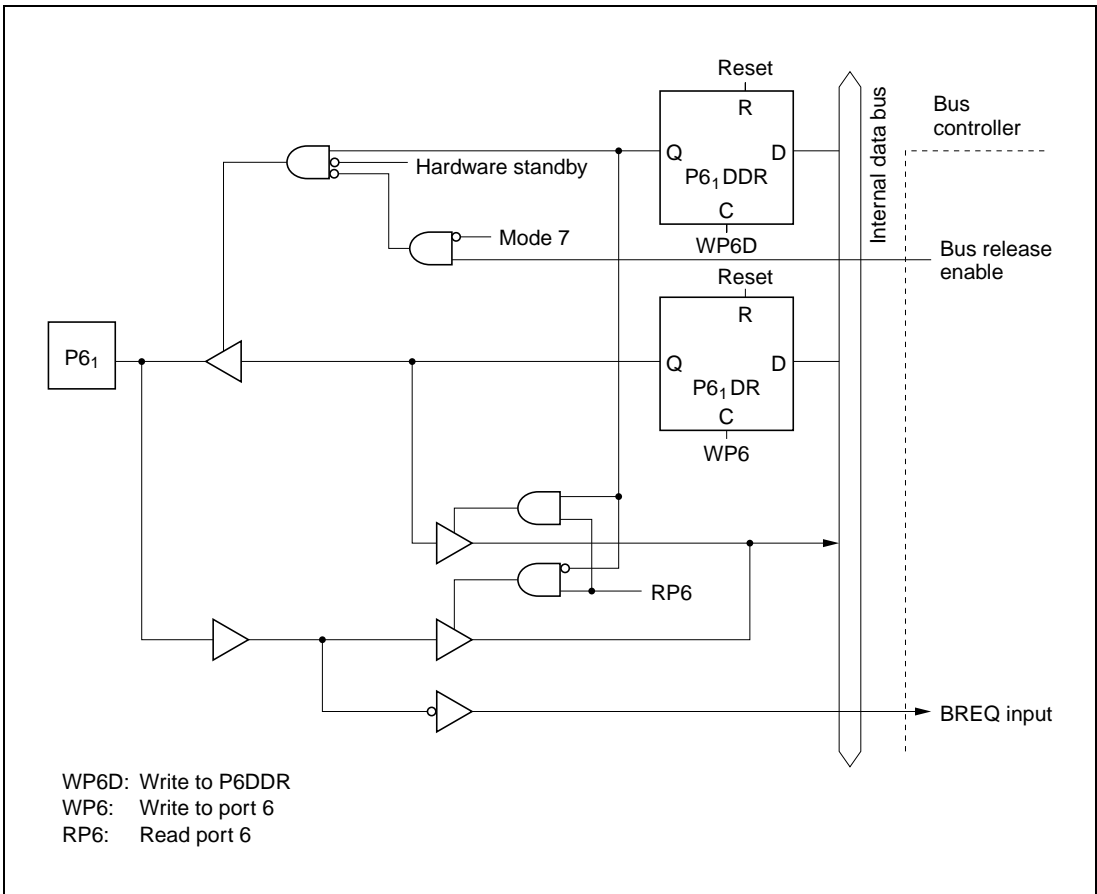 Reset
R
Q
D
P6₁DDR
C
WP6D
Internal data bus
Bus
controller
Hardware standby
Mode 7
Bus release
enable
Reset
R
P6₁
Q
D
P6₁DR
C
WP6
RP6
BREQ input
WP6D: Write to P6DDR
WP6: Write to port 6
RP6: Read port 6